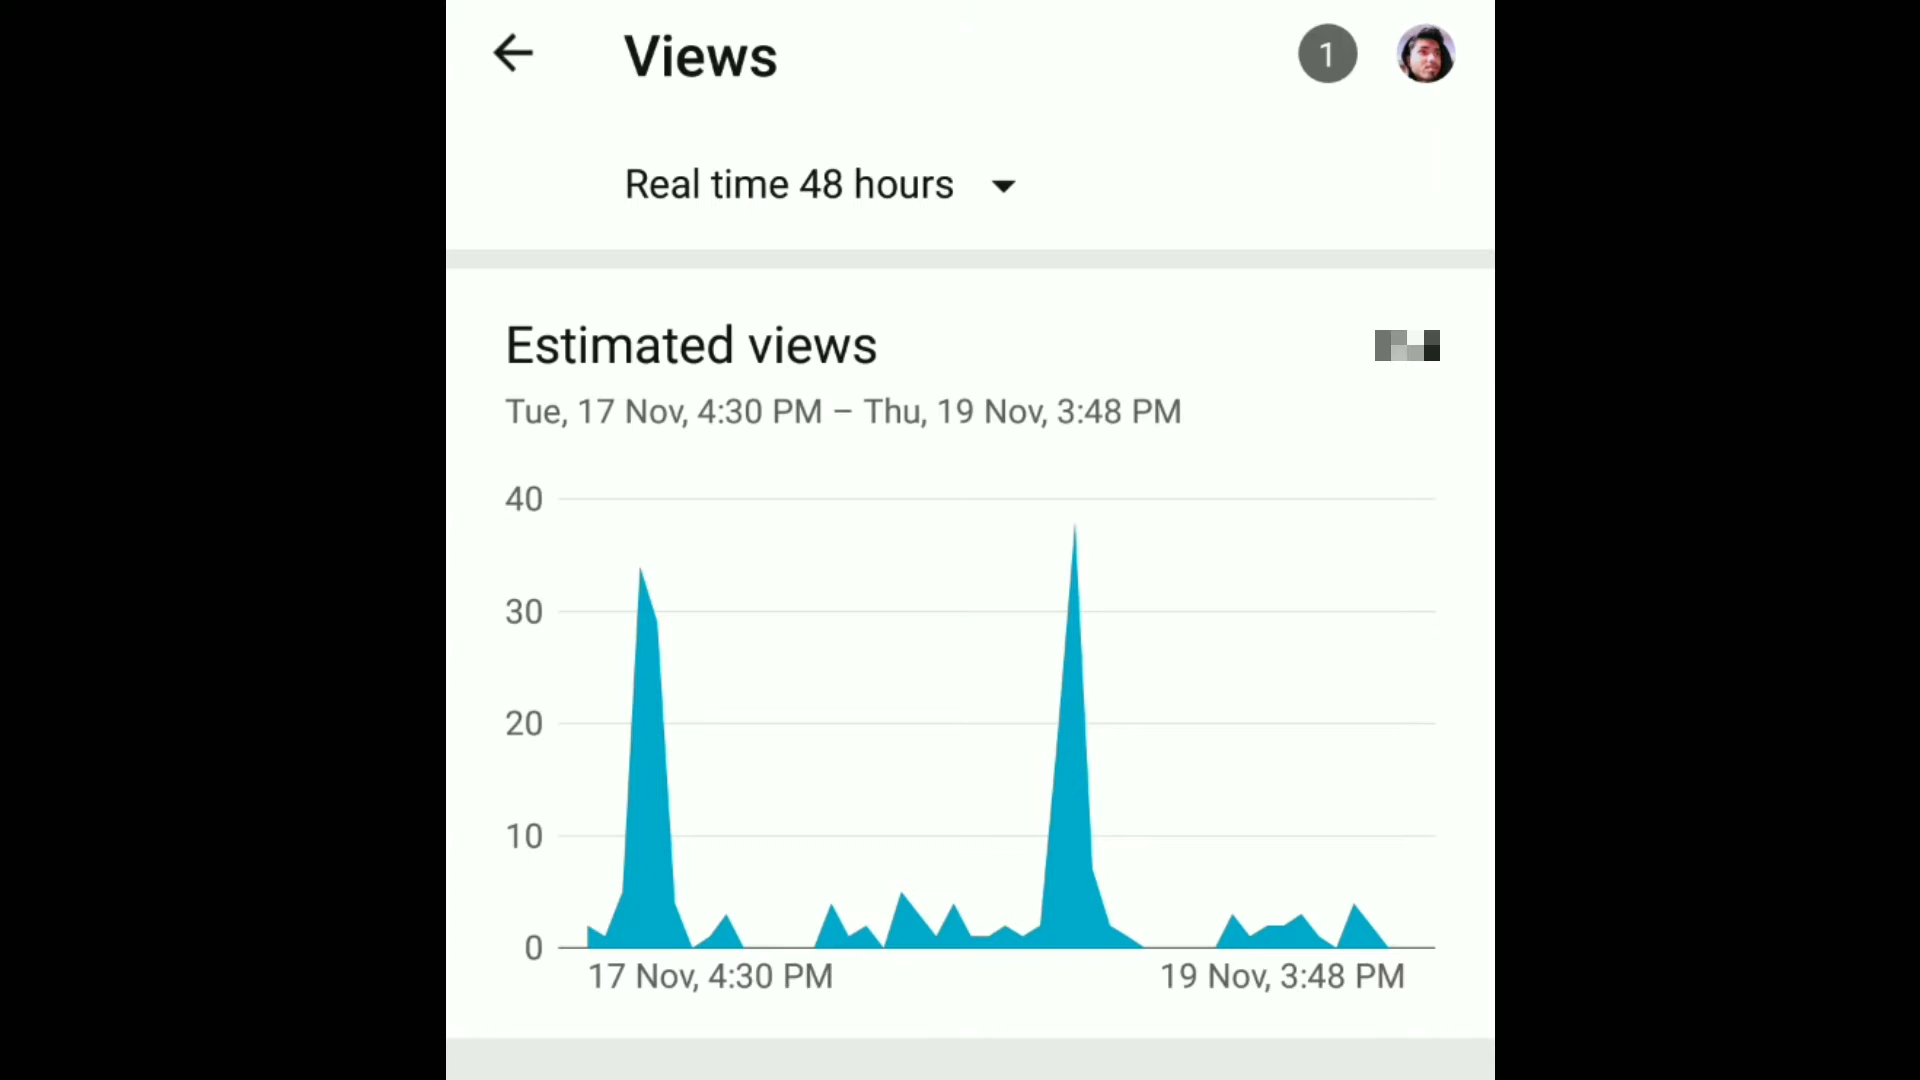 Views
1
Real time 48 hours
Estimated views
Tue, 17 Nov, 4:30 PM – Thu, 19 Nov, 3:48 PM
40
30
20
10
0
17 Nov, 4:30 PM
19 Nov, 3:48 PM